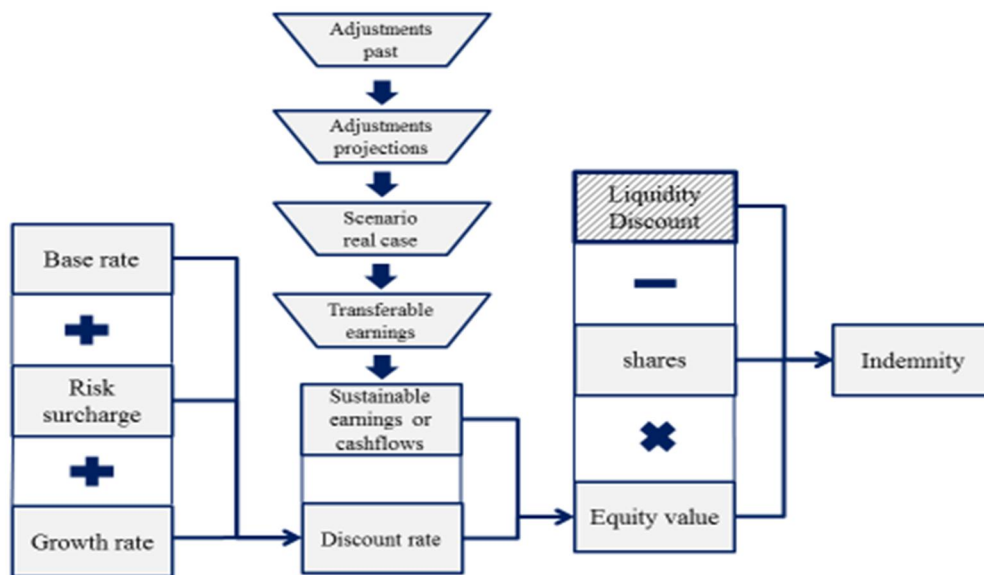 Adjustments
past
Adjustments
projections
Scenario
real case
Transferable
earnings
Base rate
Risk
surcharge
Growth rate
Sustainable
earnings or
cashflows
Discount rate
Liquidity
Discount
shares
Equity value
Indemnity